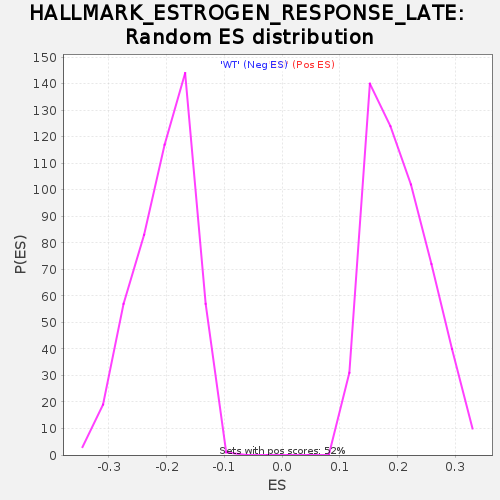 HALLMARK_ESTROGEN_RESPONSE_LATE:
Random ES distribution
'WT' (Neg ES) (Pos ES)
150
140
130
120
110
100
90
80
70
60
50
40
30
20
10
0
P(ES)
Sets with pos scores: 52%
-0.3 -0.2 -0.1 0.0 0.1 0.2 0.3
ES